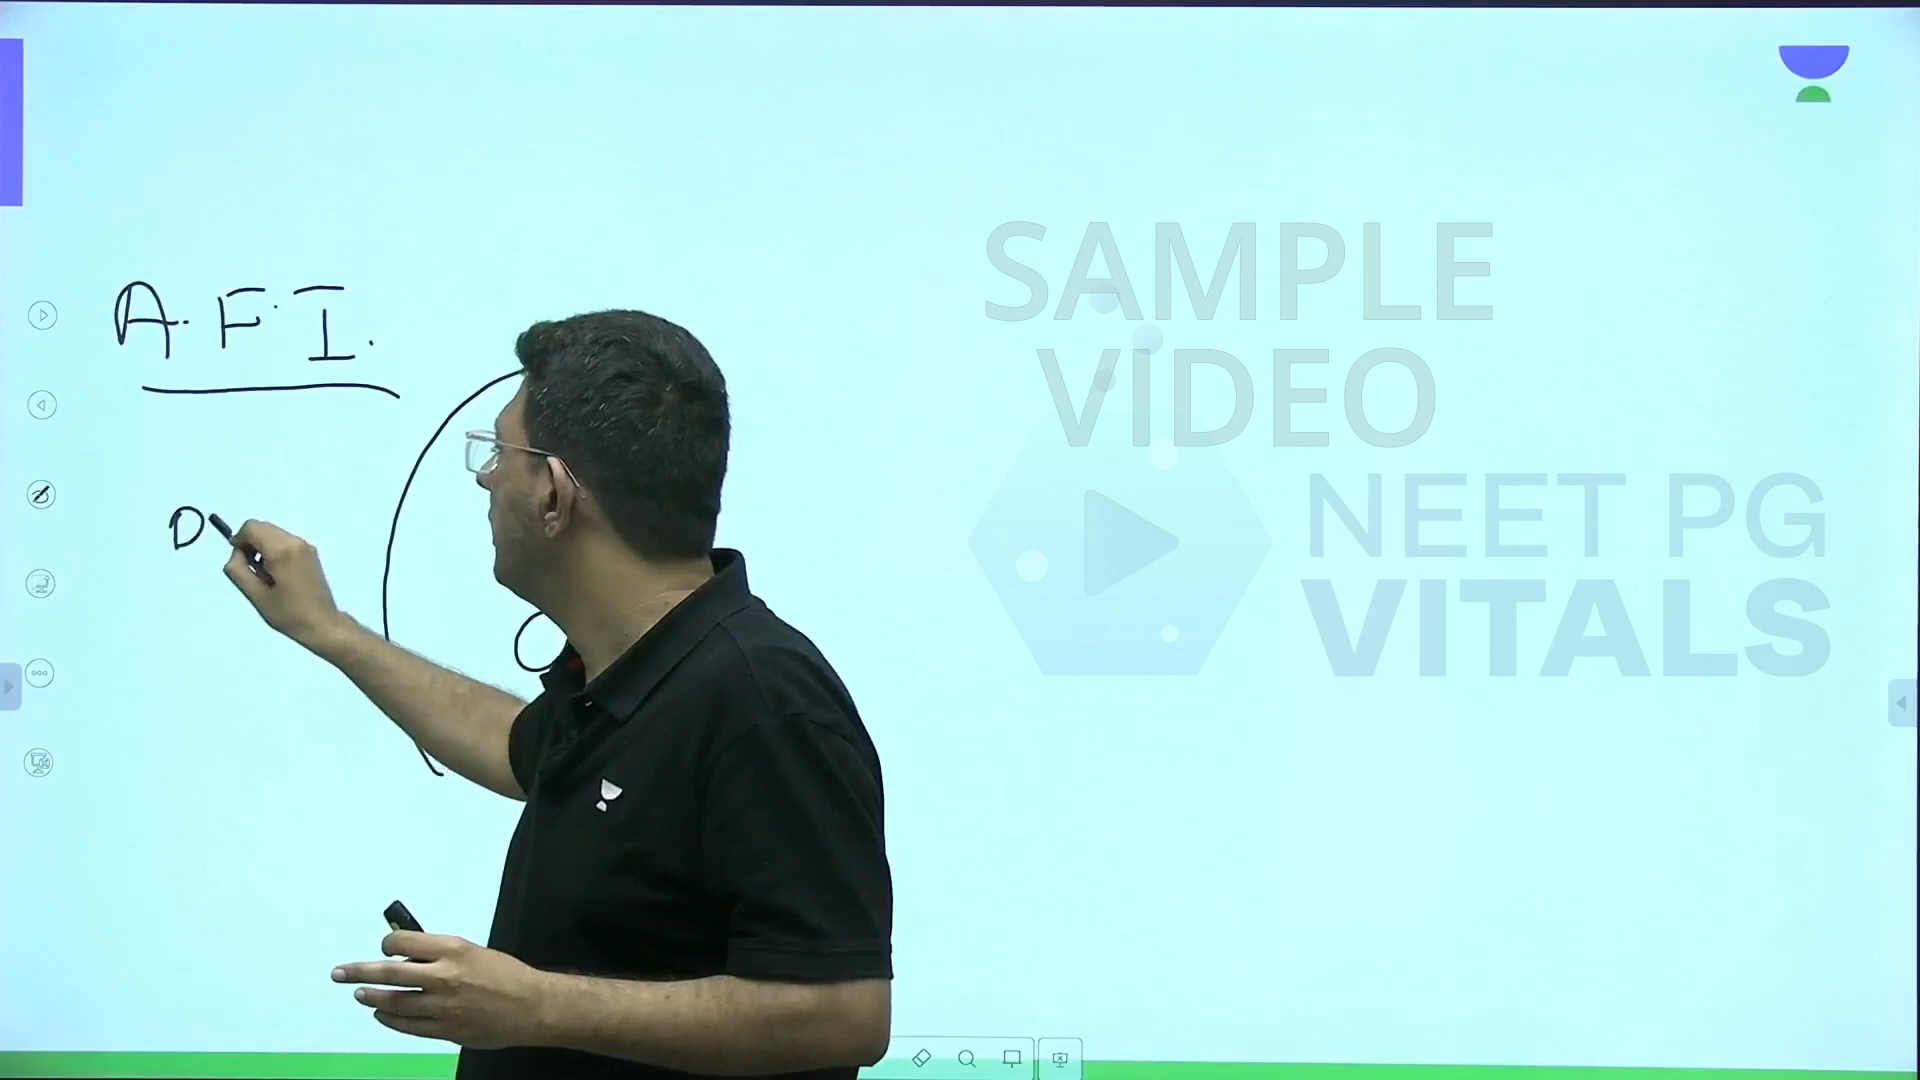 A. F. I.
D
SAMPLE
VIDEO
NEET PG
VITALS